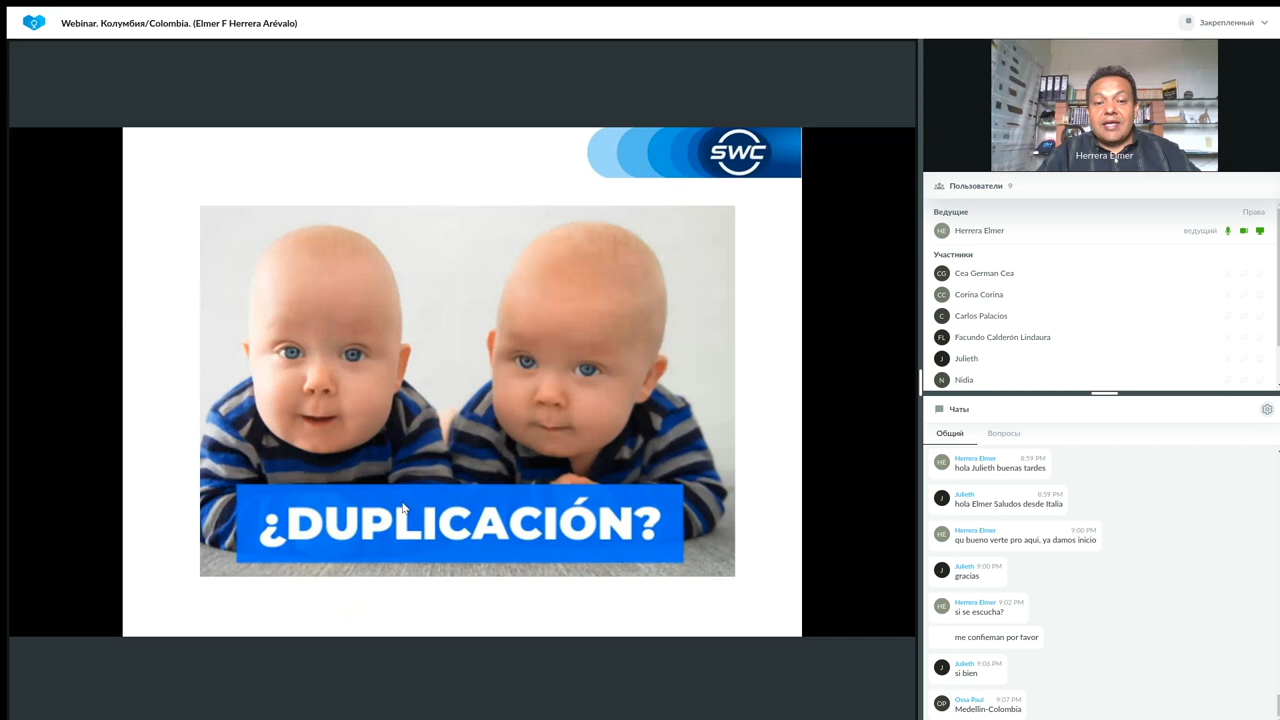 Webinar. Колумбия/Colombia. (Elmer F Herrera Arévalo)
Закрепленный
SWC
¿DUPLICACIÓN?
Herrera Elmer
Пользователи 9
Ведущие Права
HE Herrera Elmer ведущий
Участники
CG Cea German Cea
CC Corina Corina
C Carlos Palacios
FL Facundo Calderón Lindaura
J Julieth
N Nidia
Чаты
Общий Вопросы
HE Herrera Elmer 8:59 PM
hola Julieth buenas tardes
J Julieth 8:59 PM
hola Elmer Saludos desde Italia
HE Herrera Elmer 9:00 PM
qu bueno verte pro aqui, ya damos inicio
J Julieth 9:00 PM
gracias
HE Herrera Elmer 9:02 PM
si se escucha?
me confieman por favor
J Julieth 9:06 PM
si bien
OP Ossa Paul 9:07 PM
Medellin-Colombia